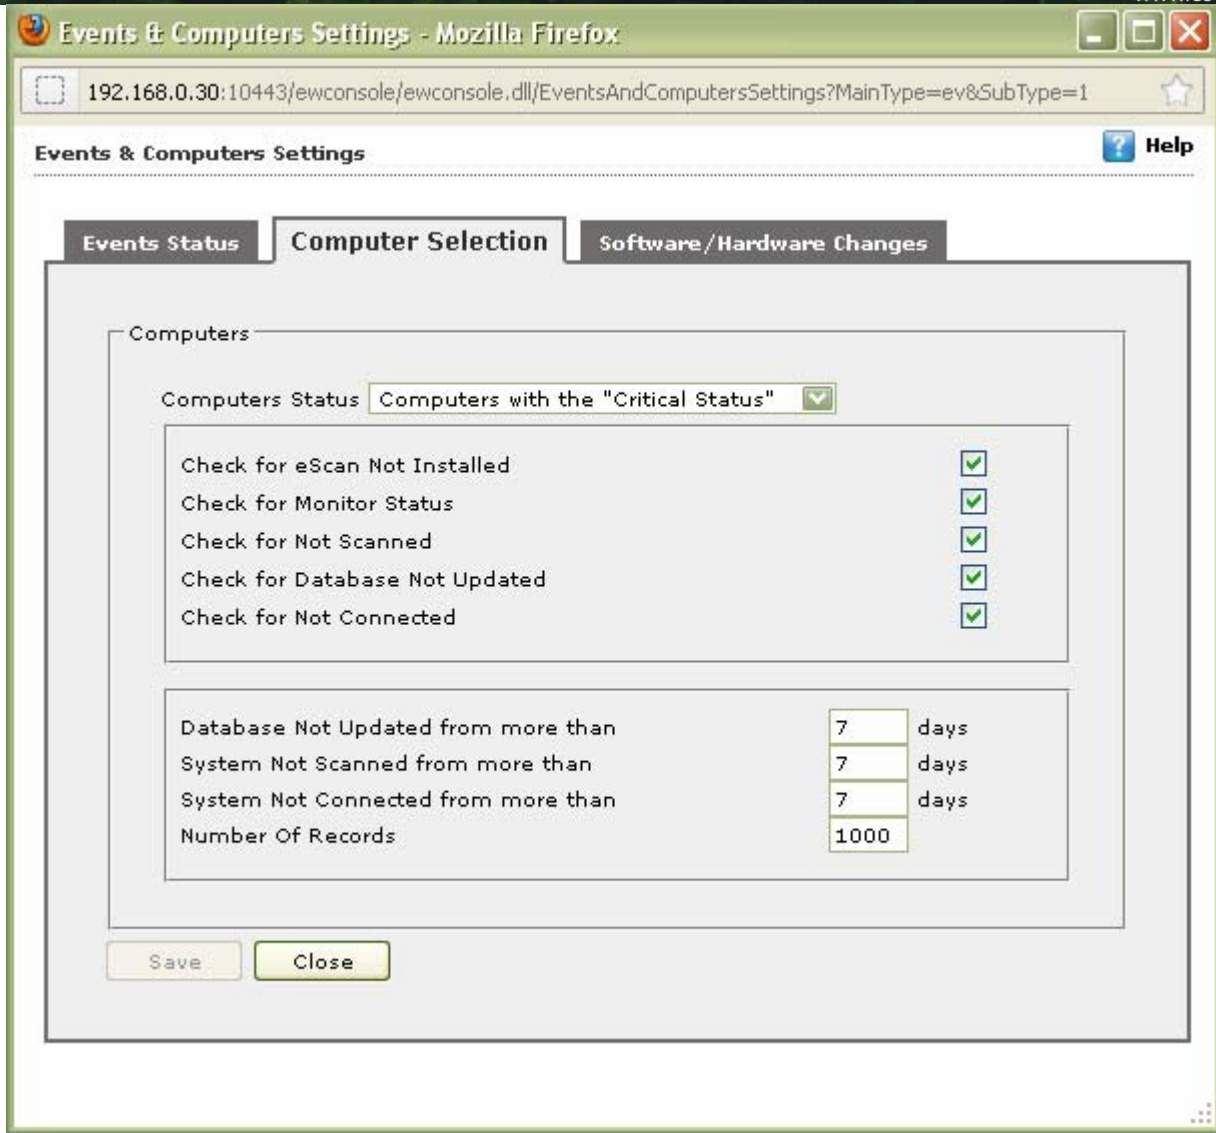 Events & Computers Settings - Mozilla Firefox
192.168.0.30:10443/ewconsole/ewconsole.dll/EventsAndComputersSettings?MainType=ev&SubType=1
Events & Computers Settings
Help
Events Status
Computer Selection
Software/Hardware Changes
Computers
Computers Status Computers with the "Critical Status"
Check for eScan Not Installed
Check for Monitor Status
Check for Not Scanned
Check for Database Not Updated
Check for Not Connected
Database Not Updated from more than 7 days
System Not Scanned from more than 7 days
System Not Connected from more than 7 days
Number Of Records 1000
Save
Close